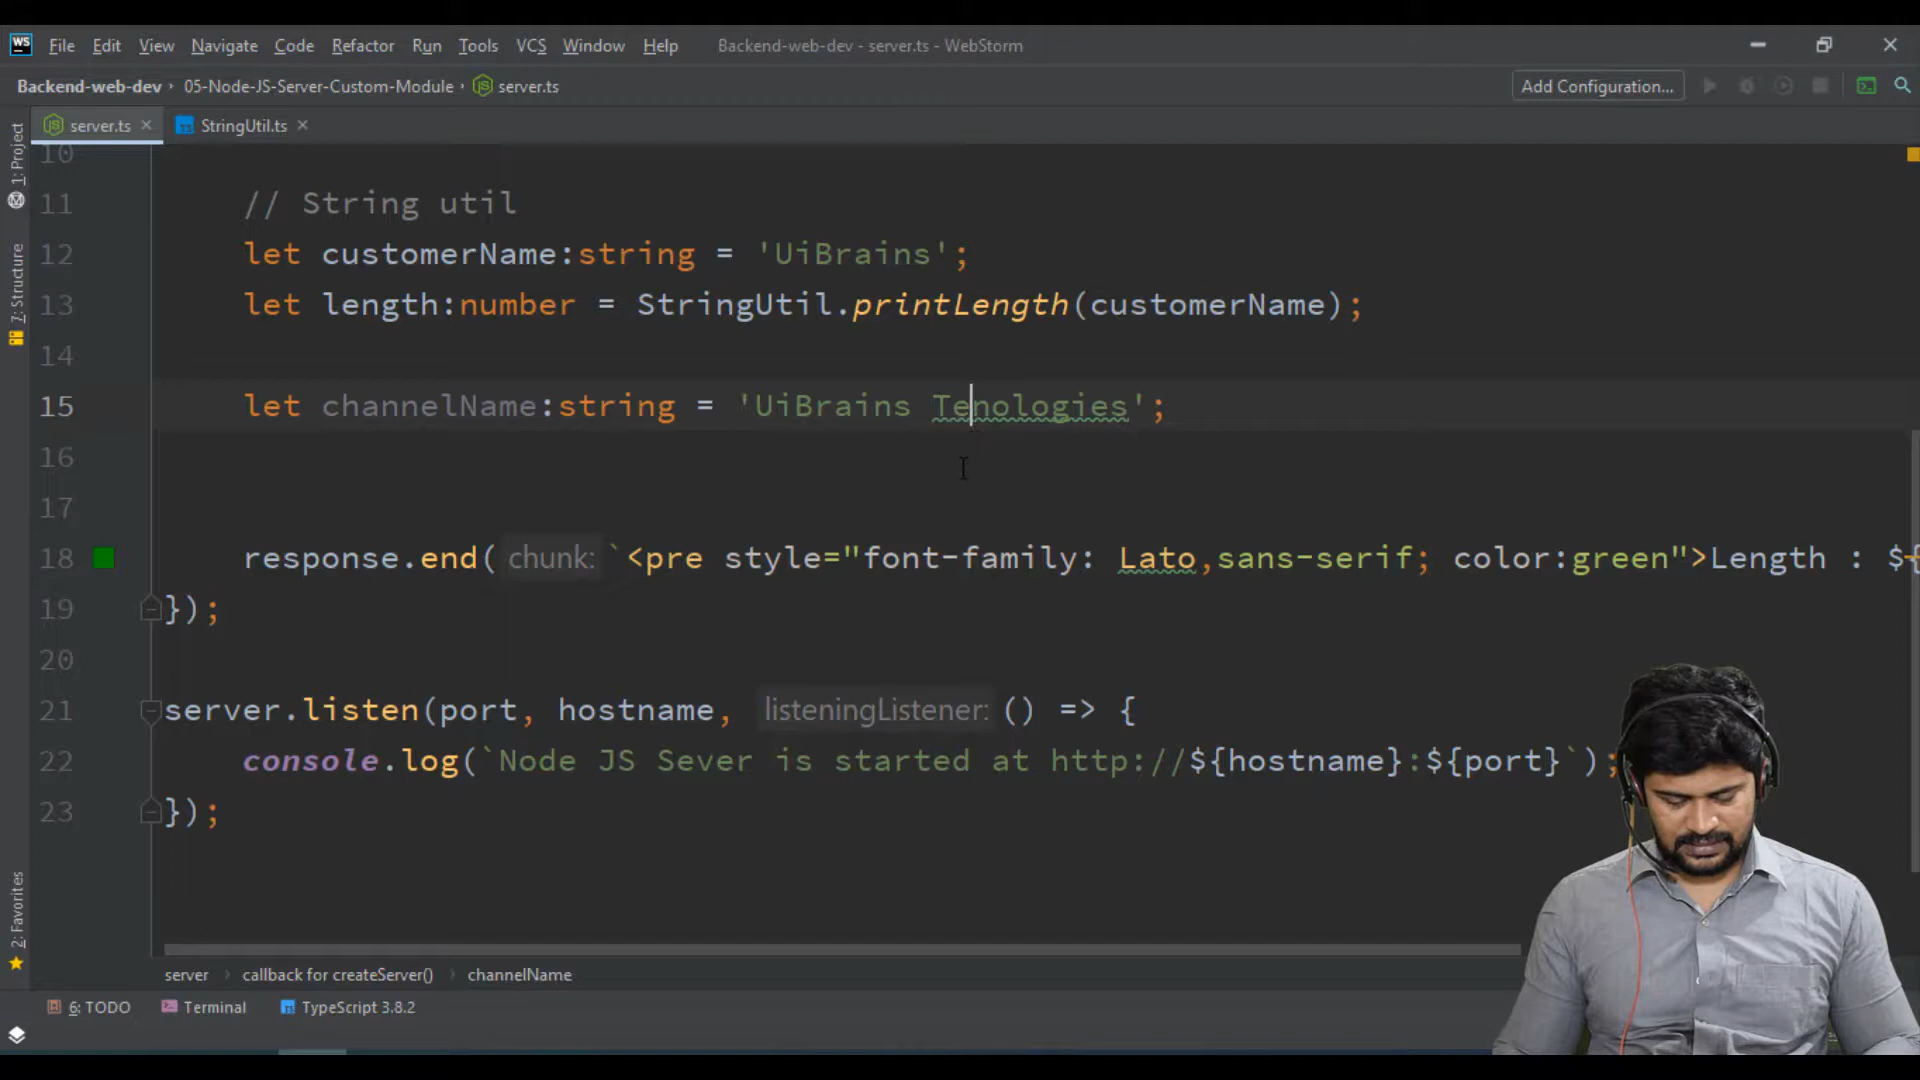 WS File Edit View Navigate Code Refactor Run Tools VCS Window Help Backend-web-dev - server.ts - WebStorm
Backend-web-dev › 05-Node-JS-Server-Custom-Module › server.ts Add Configuration...
server.ts StringUtil.ts
1: Project
7: Structure
2: Favorites
10
11 // String util
12 let customerName:string = 'UiBrains';
13 let length:number = StringUtil.printLength(customerName);
14
15 let channelName:string = 'UiBrains Tenologies';
16
17
18 response.end( chunk: `<pre style="font-family: Lato,sans-serif; color:green">Length : ${
19 });
20
21 server.listen(port, hostname, listeningListener: () => {
22 console.log(`Node JS Sever is started at http://${hostname}:${port}`);
23 });
server › callback for createServer() › channelName
6: TODO Terminal TypeScript 3.8.2